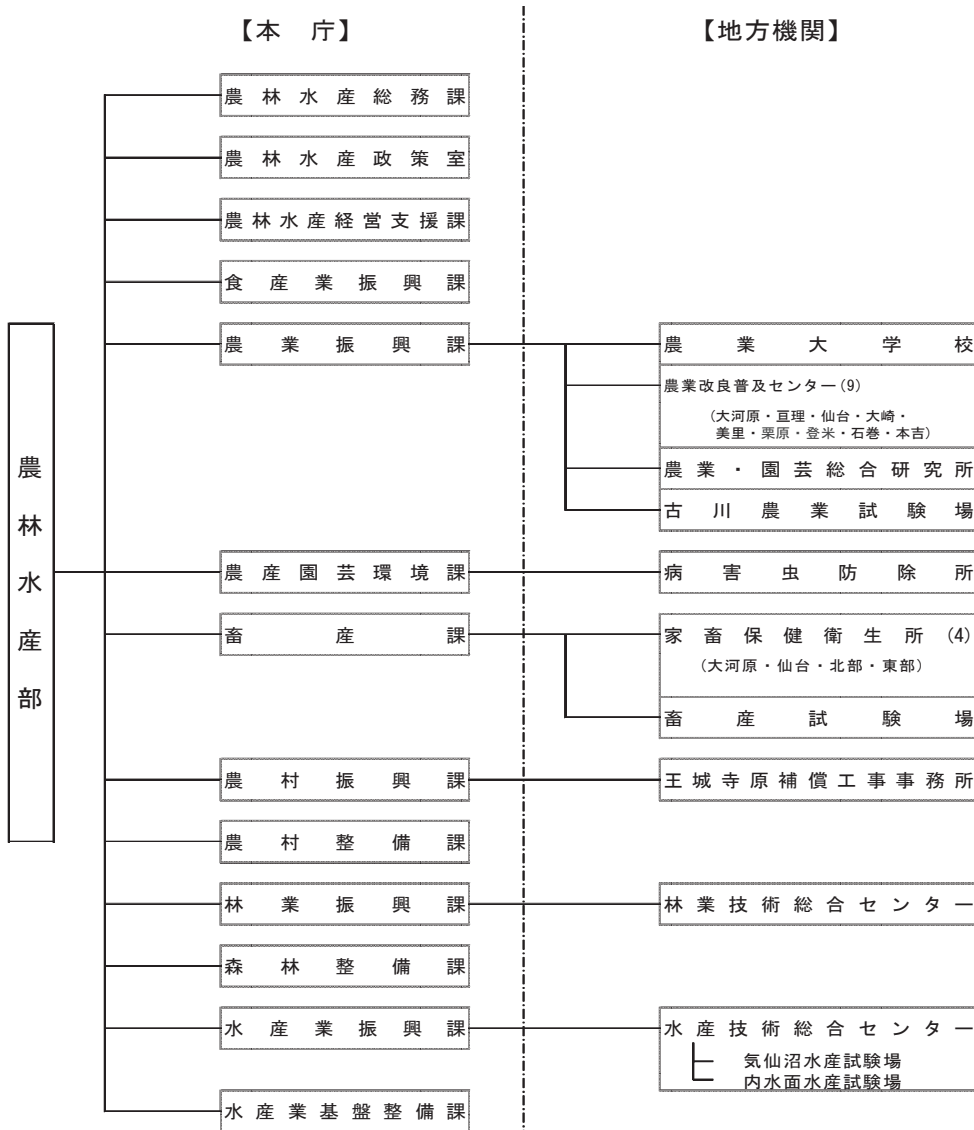 【本　庁】
【地方機関】
農林水産部
農林水産総務課
農林水産政策室
農林水産経営支援課
食産業振興課
農業振興課
農業大学校
農業改良普及センター(9)
(大河原・亘理・仙台・大崎・
美里・栗原・登米・石巻・本吉)
農業・園芸総合研究所
古川農業試験場
農産園芸環境課
病害虫防除所
畜産課
家畜保健衛生所(4)
(大河原・仙台・北部・東部)
畜産試験場
農村振興課
王城寺原補償工事事務所
農村整備課
林業振興課
林業技術総合センター
森林整備課
水産業振興課
水産技術総合センター
気仙沼水産試験場
内水面水産試験場
水産業基盤整備課